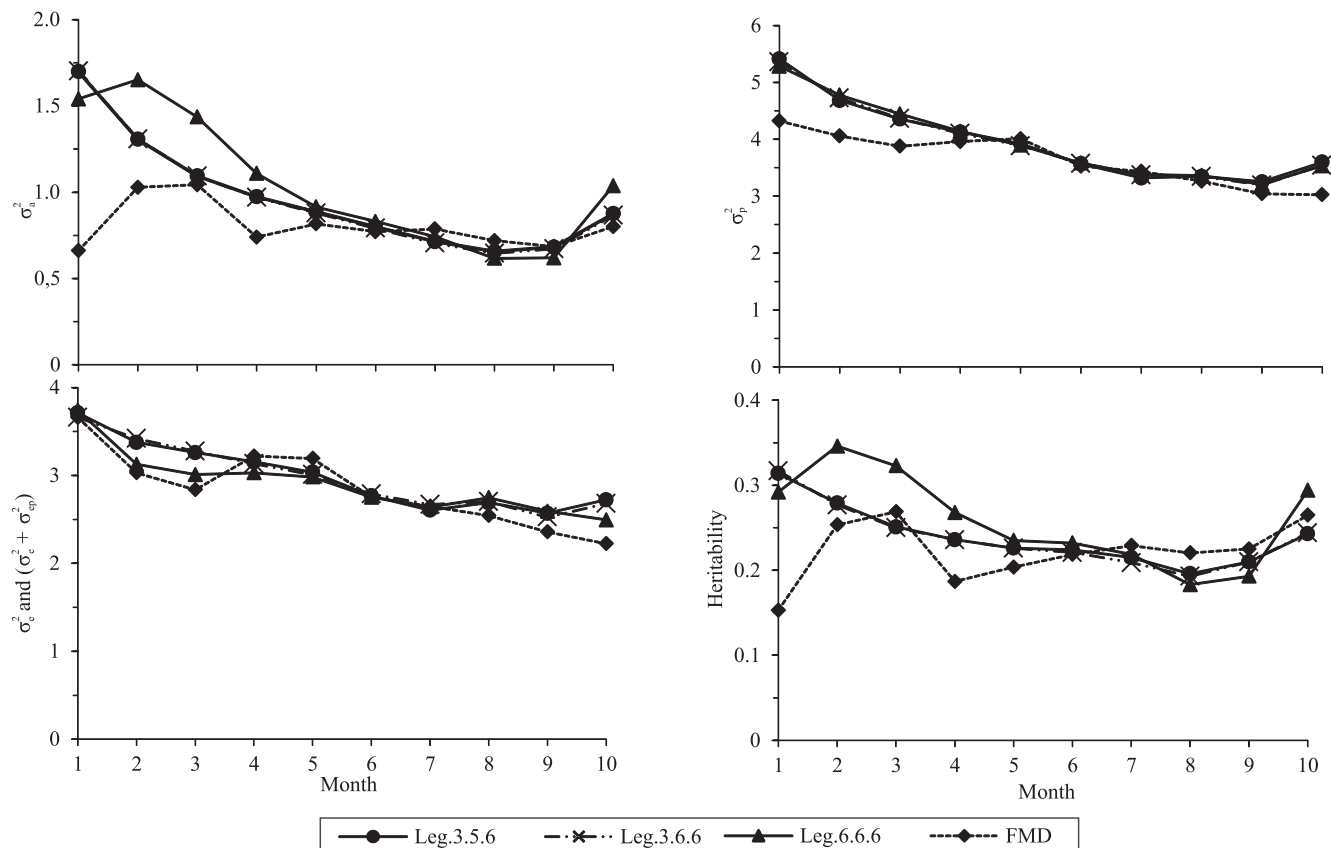 2.0
1.5
1.0
0,5
0
σ²a
6
5
4
3
2
1
0
σ²p
4
3
2
1
0
σ²e and (σ²e + σ²ep)
1 2 3 4 5 6 7 8 9 10
Month
0.4
0.3
0.2
0.1
0
Heritability
1 2 3 4 5 6 7 8 9 10
Month
Leg.3.5.6 Leg.3.6.6 Leg.6.6.6 FMD